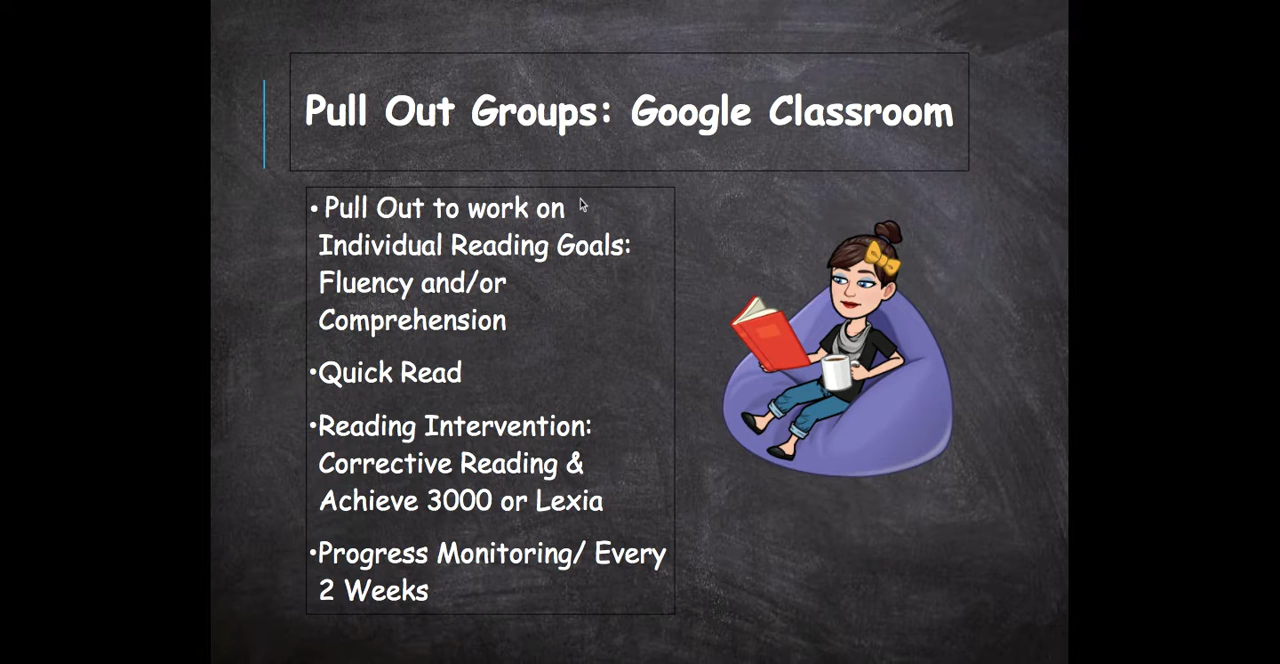 Pull Out Groups: Google Classroom
• Pull Out to work on
Individual Reading Goals:
Fluency and/or
Comprehension
•Quick Read
•Reading Intervention:
Corrective Reading &
Achieve 3000 or Lexia
•Progress Monitoring/ Every
2 Weeks